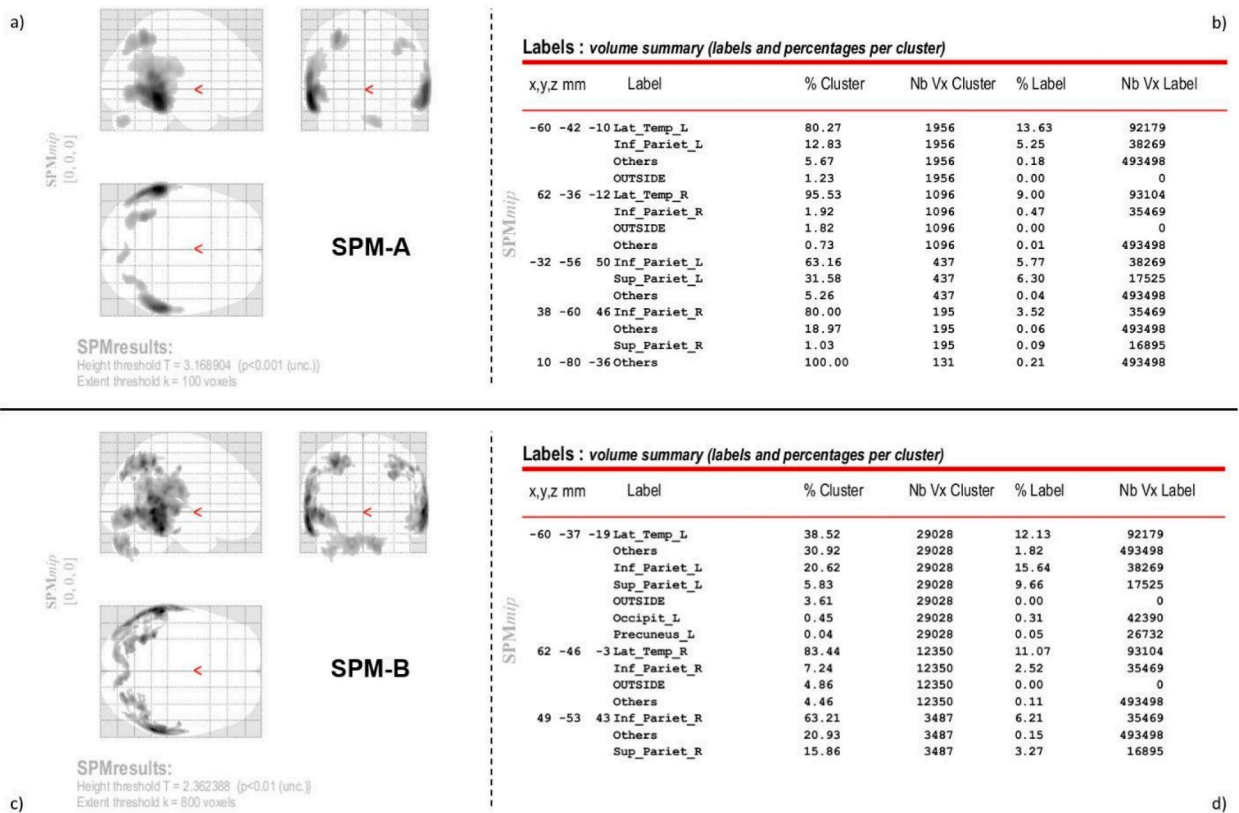 a)
SPMmip
[0, 0, 0]
<
<
<
SPM-A
SPMresults:
Height threshold T = 3.168904 {p<0.001 (unc.)}
Extent threshold k = 100 voxels
b)
Labels : volume summary (labels and percentages per cluster)
x,y,z mm Label % Cluster Nb Vx Cluster % Label Nb Vx Label
SPMmip
-60 -42 -10 Lat_Temp_L 80.27 1956 13.63 92179
Inf_Pariet_L 12.83 1956 5.25 38269
Others 5.67 1956 0.18 493498
OUTSIDE 1.23 1956 0.00 0
62 -36 -12 Lat_Temp_R 95.53 1096 9.00 93104
Inf_Pariet_R 1.92 1096 0.47 35469
OUTSIDE 1.82 1096 0.00 0
Others 0.73 1096 0.01 493498
-32 -56 50 Inf_Pariet_L 63.16 437 5.77 38269
Sup_Pariet_L 31.58 437 6.30 17525
Others 5.26 437 0.04 493498
38 -60 46 Inf_Pariet_R 80.00 195 3.52 35469
Others 18.97 195 0.06 493498
Sup_Pariet_R 1.03 195 0.09 16895
10 -80 -36 Others 100.00 131 0.21 493498
SPMmip
[0, 0, 0]
<
<
<
SPM-B
SPMresults:
Height threshold T = 2.362388 {p<0.01 (unc.)}
Extent threshold k = 800 voxels
c)
Labels : volume summary (labels and percentages per cluster)
x,y,z mm Label % Cluster Nb Vx Cluster % Label Nb Vx Label
SPMmip
-60 -37 -19 Lat_Temp_L 38.52 29028 12.13 92179
Others 30.92 29028 1.82 493498
Inf_Pariet_L 20.62 29028 15.64 38269
Sup_Pariet_L 5.83 29028 9.66 17525
OUTSIDE 3.61 29028 0.00 0
Occipit_L 0.45 29028 0.31 42390
Precuneus_L 0.04 29028 0.05 26732
62 -46 -3 Lat_Temp_R 83.44 12350 11.07 93104
Inf_Pariet_R 7.24 12350 2.52 35469
OUTSIDE 4.86 12350 0.00 0
Others 4.46 12350 0.11 493498
49 -53 43 Inf_Pariet_R 63.21 3487 6.21 35469
Others 20.93 3487 0.15 493498
Sup_Pariet_R 15.86 3487 3.27 16895
d)